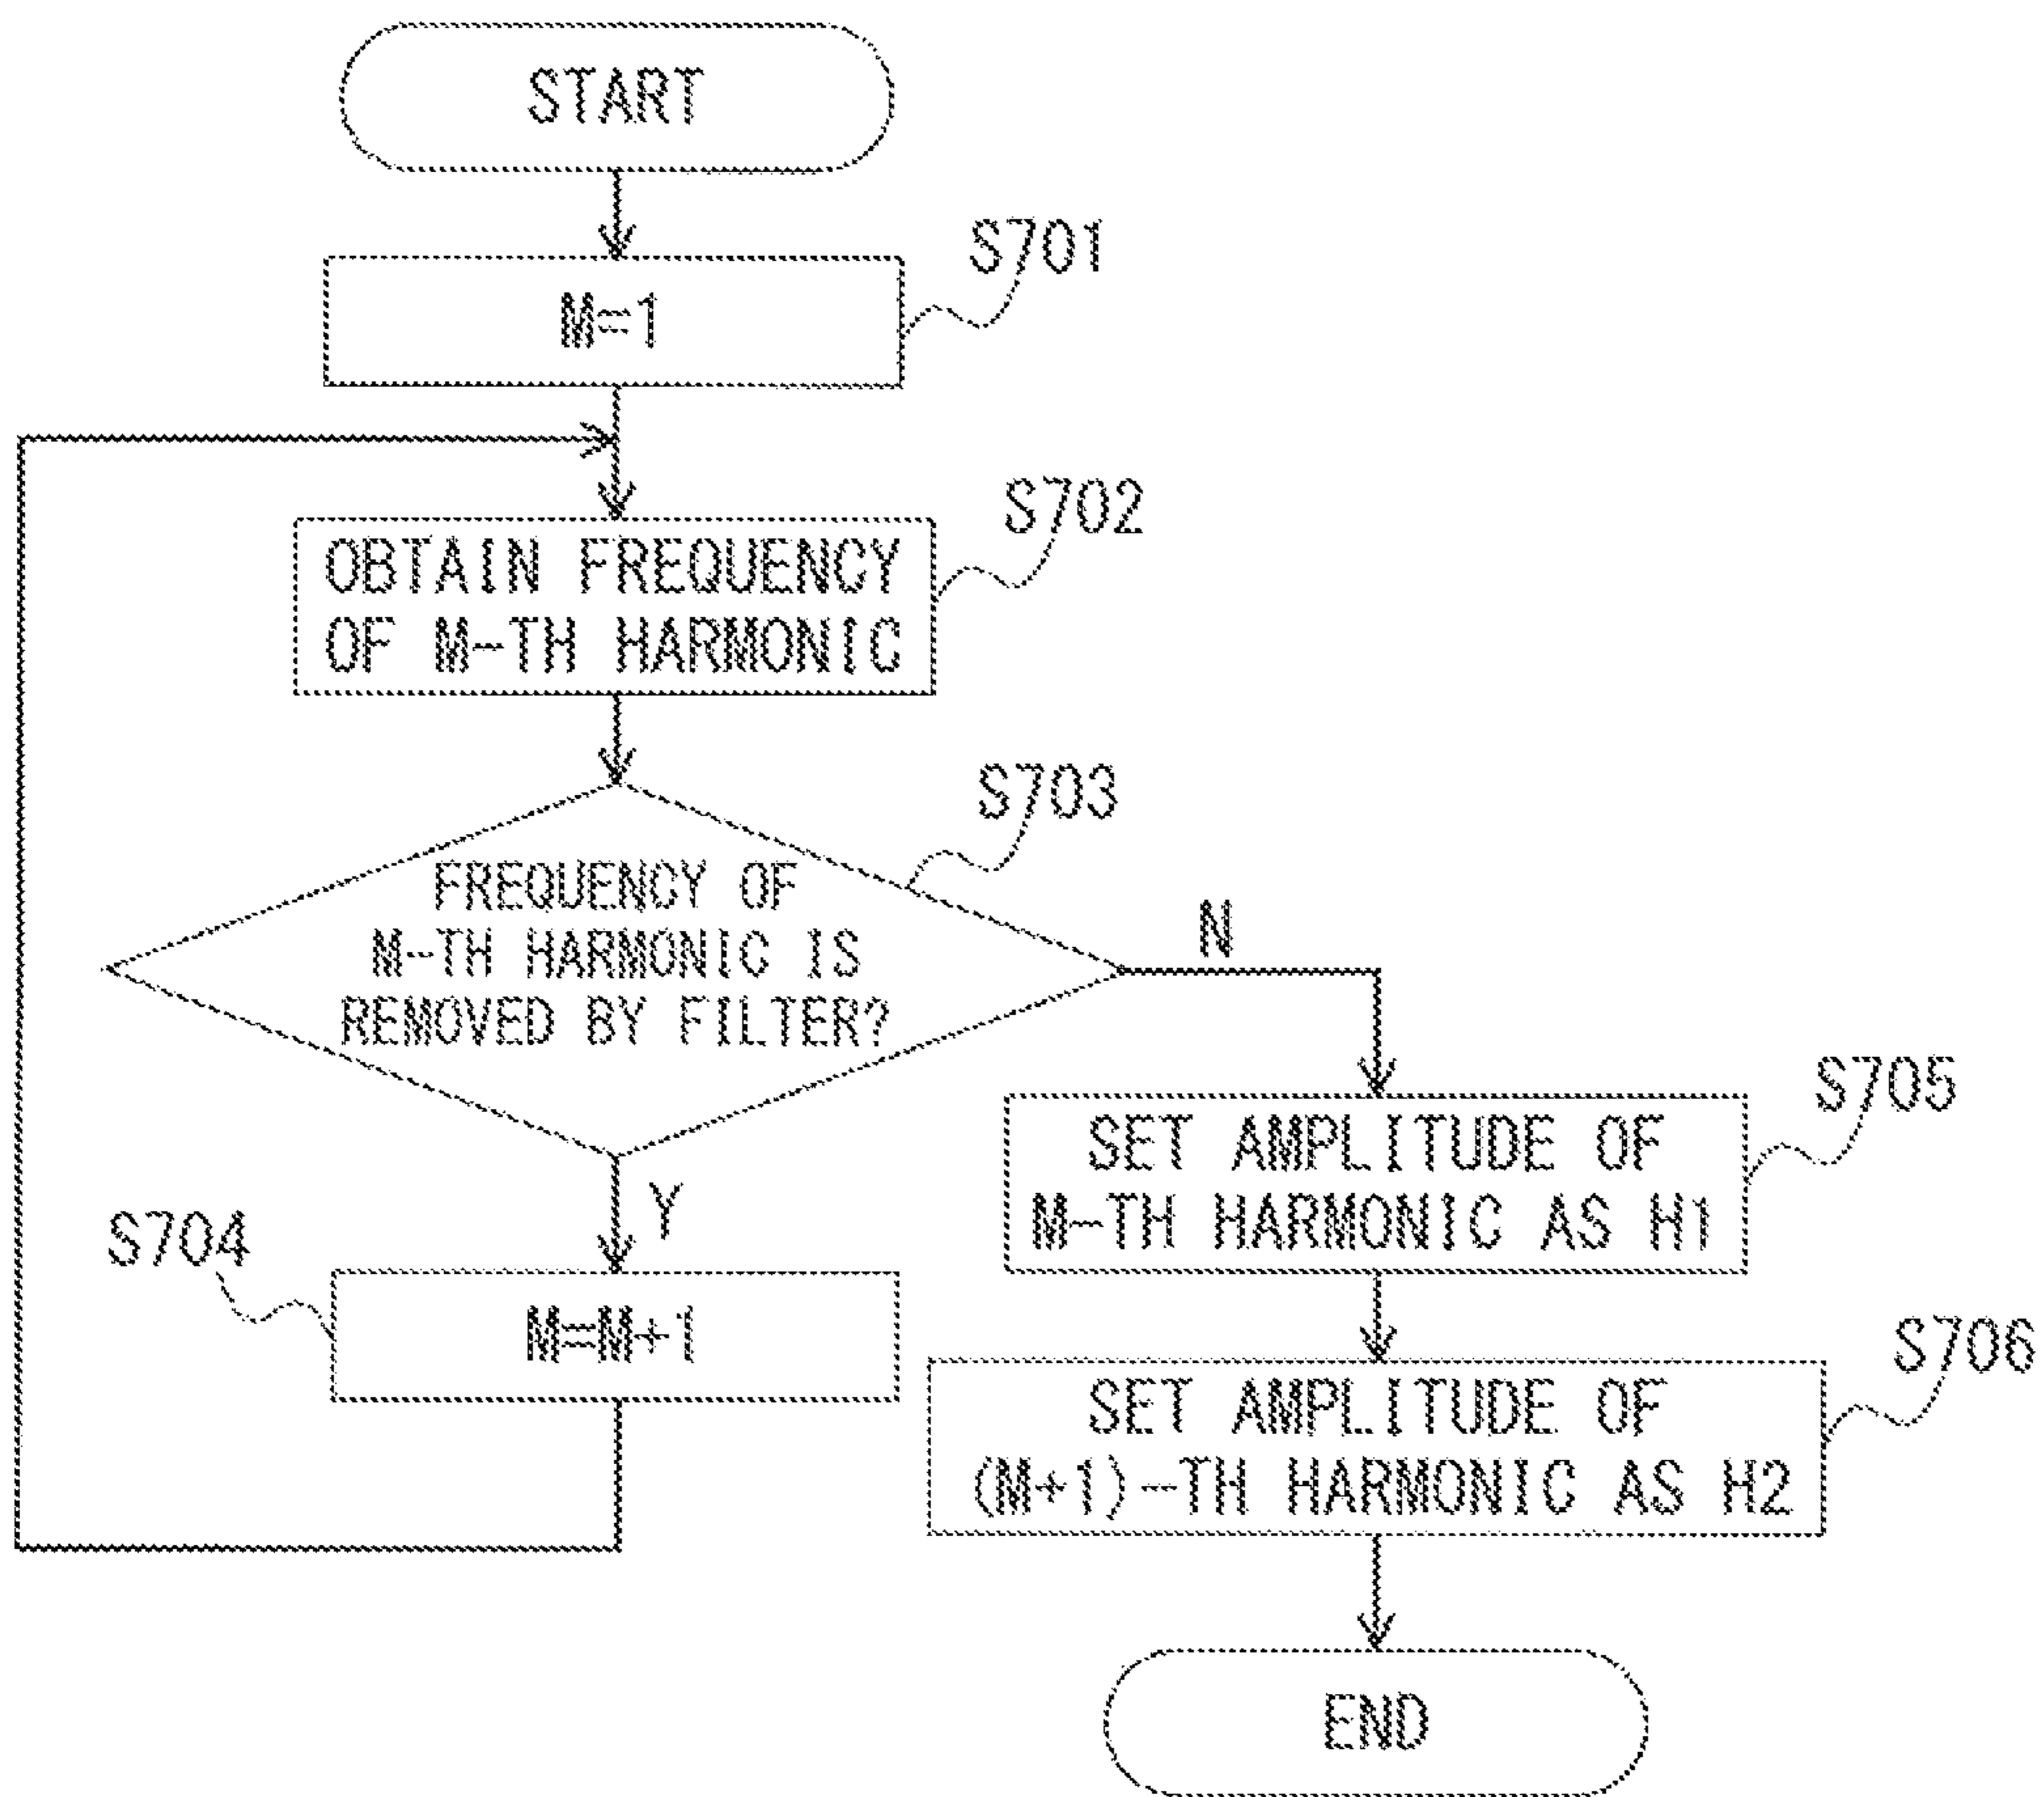 START
S701
M=1
S702
OBTAIN FREQUENCY
OF M-TH HARMONIC
S703
FREQUENCY OF
M-TH HARMONIC IS
REMOVED BY FILTER?
N
Y
S704
M=M+1
S705
SET AMPLITUDE OF
M-TH HARMONIC AS H1
S706
SET AMPLITUDE OF
(M+1)-TH HARMONIC AS H2
END